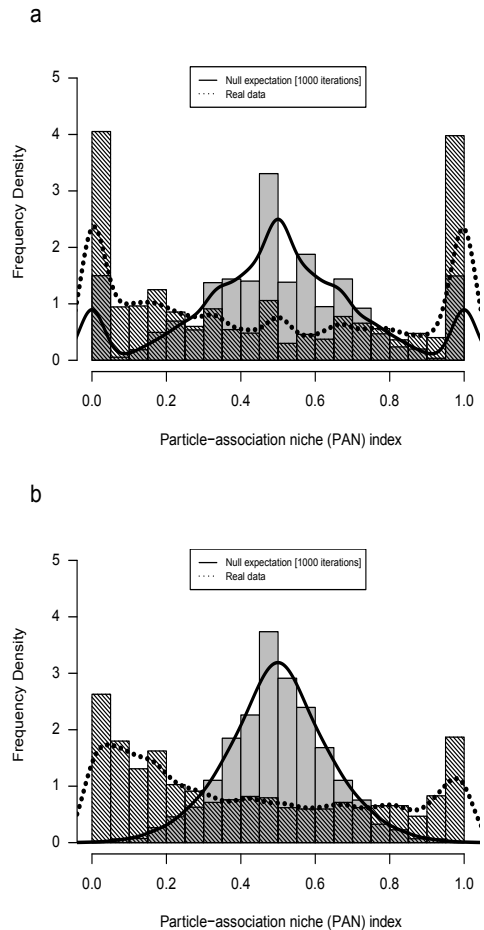 a
5
4
3
2
1
0
Frequency Density
Null expectation [1000 iterations]
Real data
0.0 0.2 0.4 0.6 0.8 1.0
Particle−association niche (PAN) index
b
5
4
3
2
1
0
Frequency Density
Null expectation [1000 iterations]
Real data
0.0 0.2 0.4 0.6 0.8 1.0
Particle−association niche (PAN) index